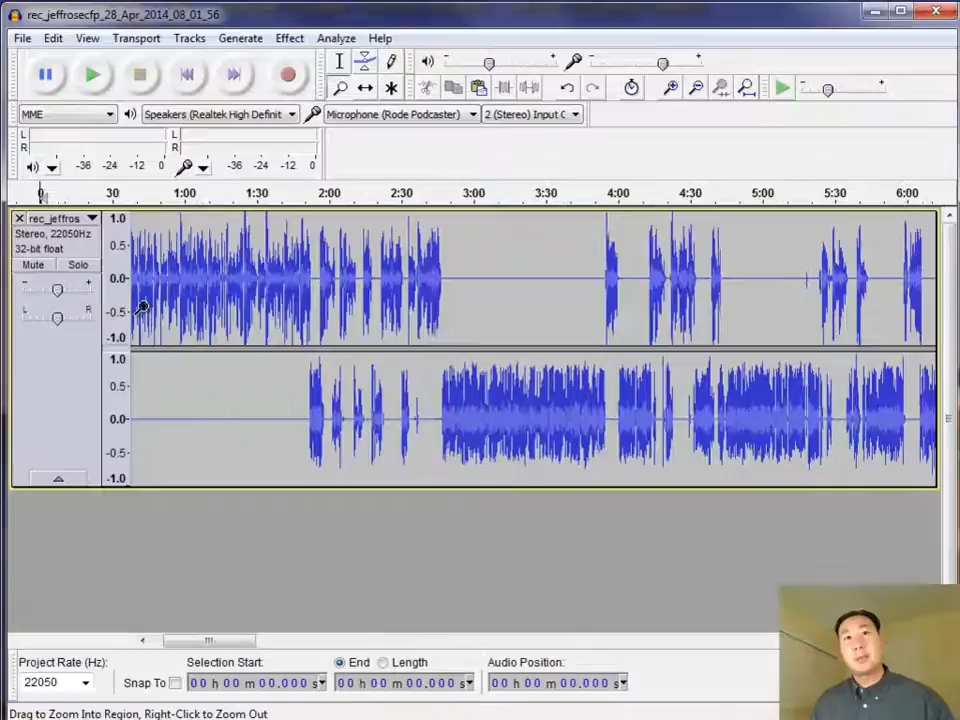 rec_jeffrosecfp_28_Apr_2014_08_01_56
File Edit View Transport Tracks Generate Effect Analyze Help
MME Speakers (Realtek High Definit Microphone (Rode Podcaster) 2 (Stereo) Input C
L L
R R
-36 -24 -12 0 -36 -24 -12 0
0 30 1:00 1:30 2:00 2:30 3:00 3:30 4:00 4:30 5:00 5:30 6:00
rec_jeffros
Stereo, 22050Hz
32-bit float
Mute Solo
- +
L R
1.0
0.5
0.0
-0.5
-1.0
1.0
0.5
0.0
-0.5
-1.0
Project Rate (Hz): Selection Start: End Length Audio Position:
22050 Snap To 00 h 00 m 00.000 s 00 h 00 m 00.000 s 00 h 00 m 00.000 s
Drag to Zoom Into Region, Right-Click to Zoom Out